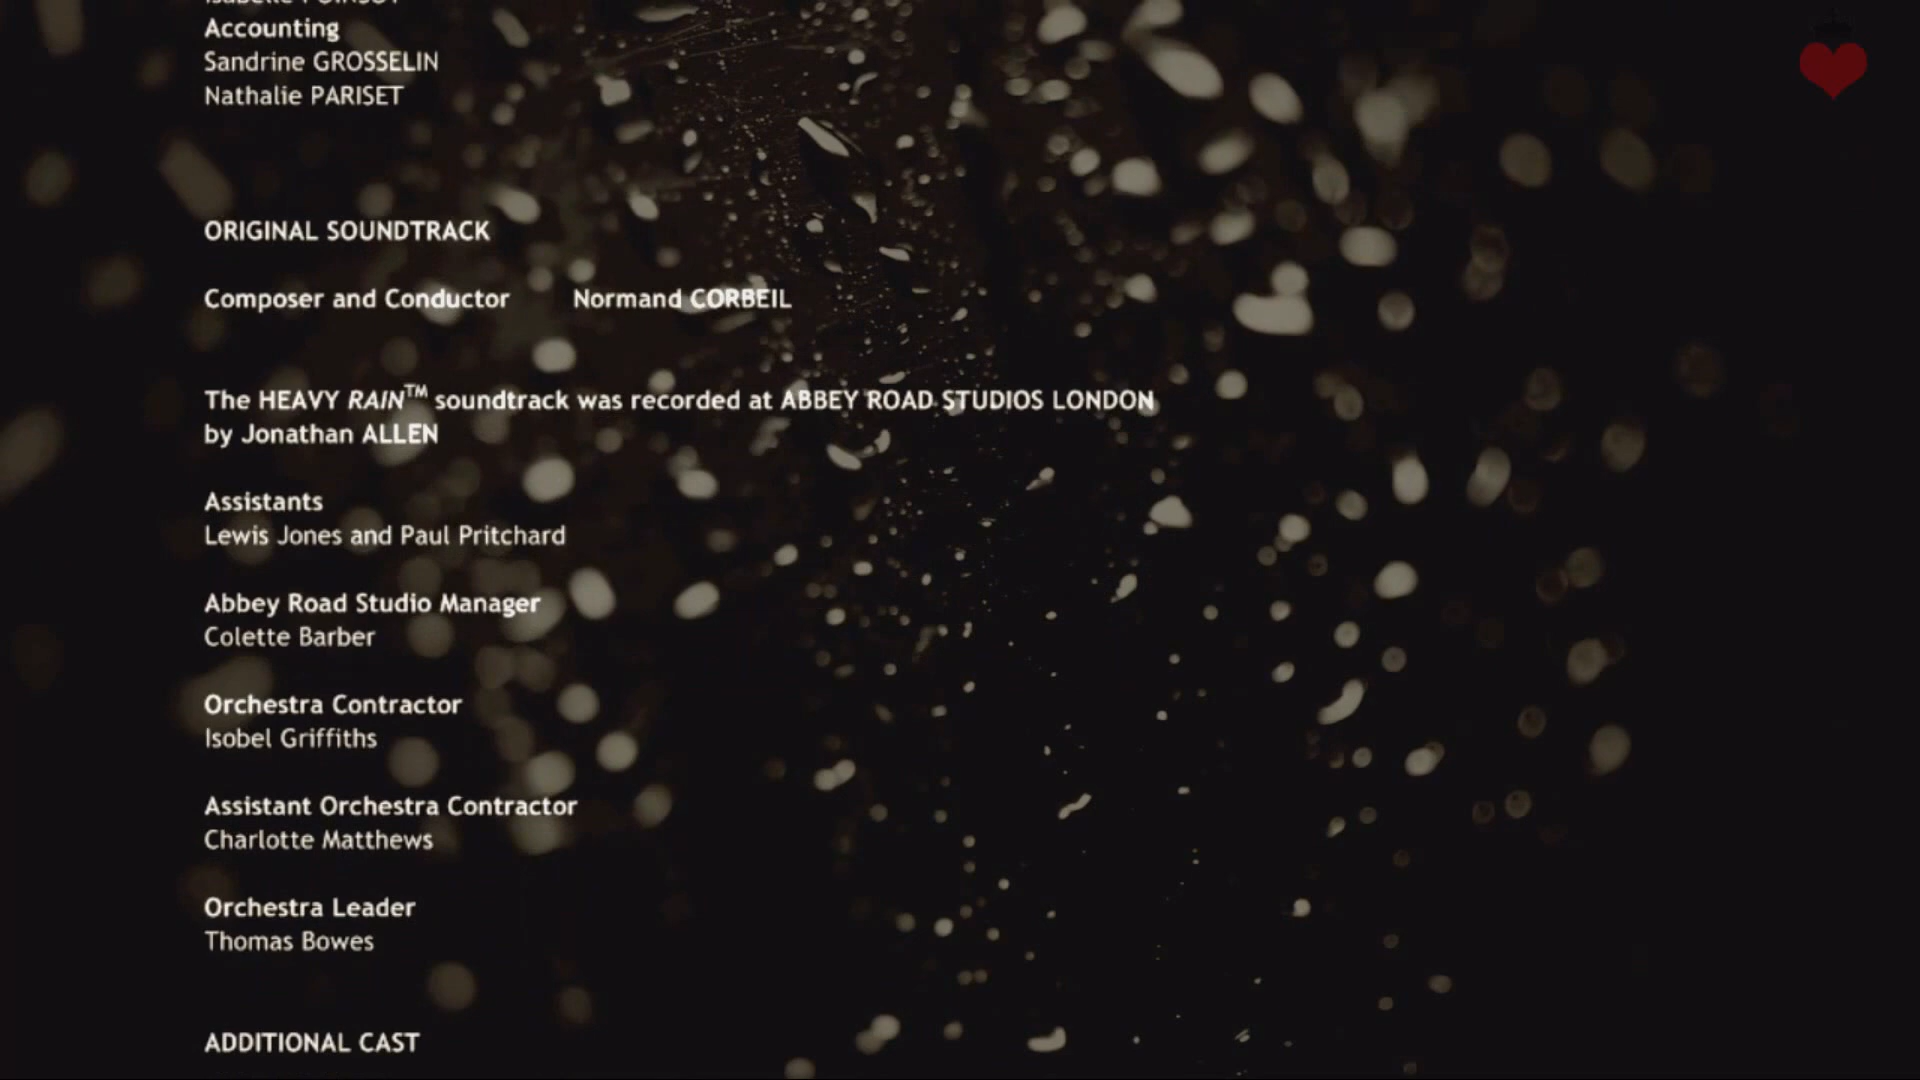 Isabelle POINSOT
Accounting
Sandrine GROSSELIN
Nathalie PARISET
ORIGINAL SOUNDTRACK
Composer and Conductor Normand CORBEIL
The HEAVY RAIN™ soundtrack was recorded at ABBEY ROAD STUDIOS LONDON
by Jonathan ALLEN
Assistants
Lewis Jones and Paul Pritchard
Abbey Road Studio Manager
Colette Barber
Orchestra Contractor
Isobel Griffiths
Assistant Orchestra Contractor
Charlotte Matthews
Orchestra Leader
Thomas Bowes
ADDITIONAL CAST